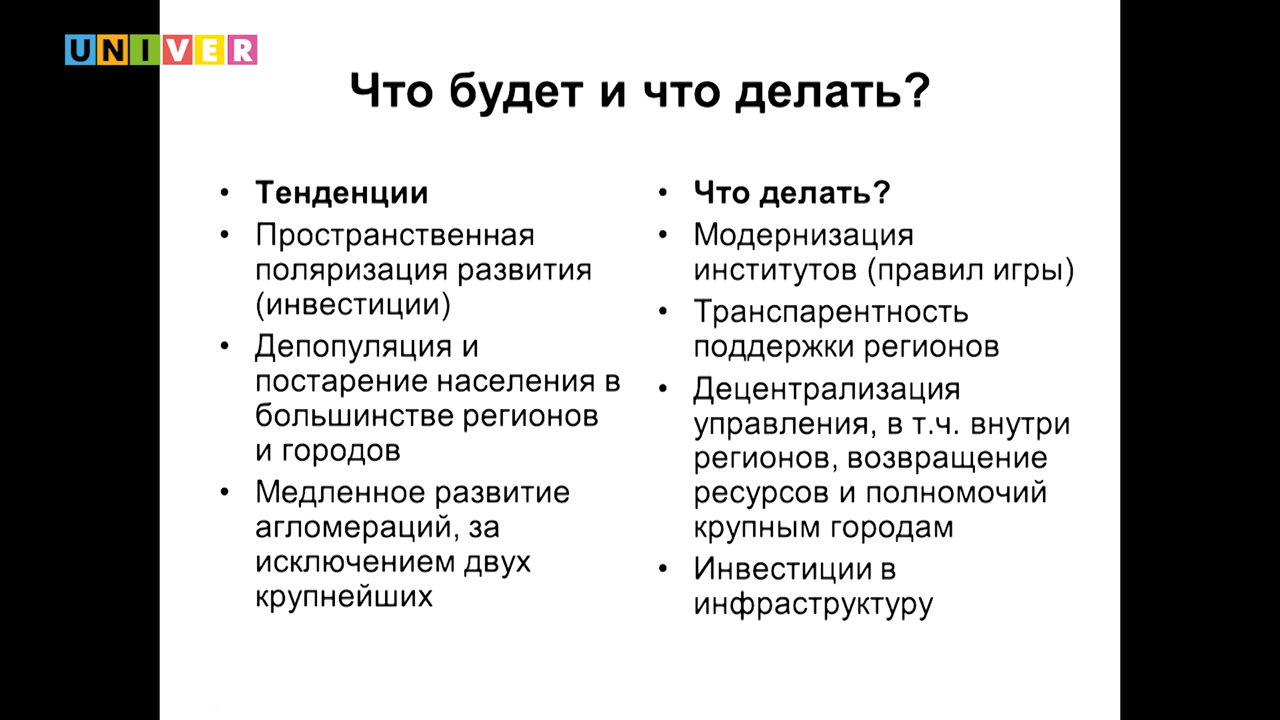 UNIVER
Что будет и что делать?
• Тенденции
• Пространственная
поляризация развития
(инвестиции)
• Депопуляция и
постарение населения в
большинстве регионов
и городов
• Медленное развитие
агломераций, за
исключением двух
крупнейших
• Что делать?
• Модернизация
институтов (правил игры)
• Транспарентность
поддержки регионов
• Децентрализация
управления, в т.ч. внутри
регионов, возвращение
ресурсов и полномочий
крупным городам
• Инвестиции в
инфраструктуру